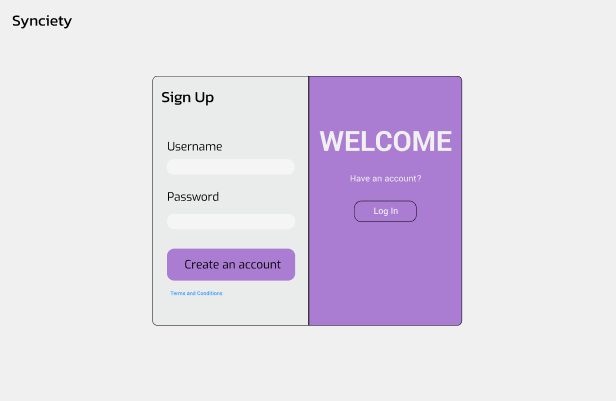 Synciety
Sign Up
Username
Password
Create an account
Terms and Conditions
WELCOME
Have an account?
Log In